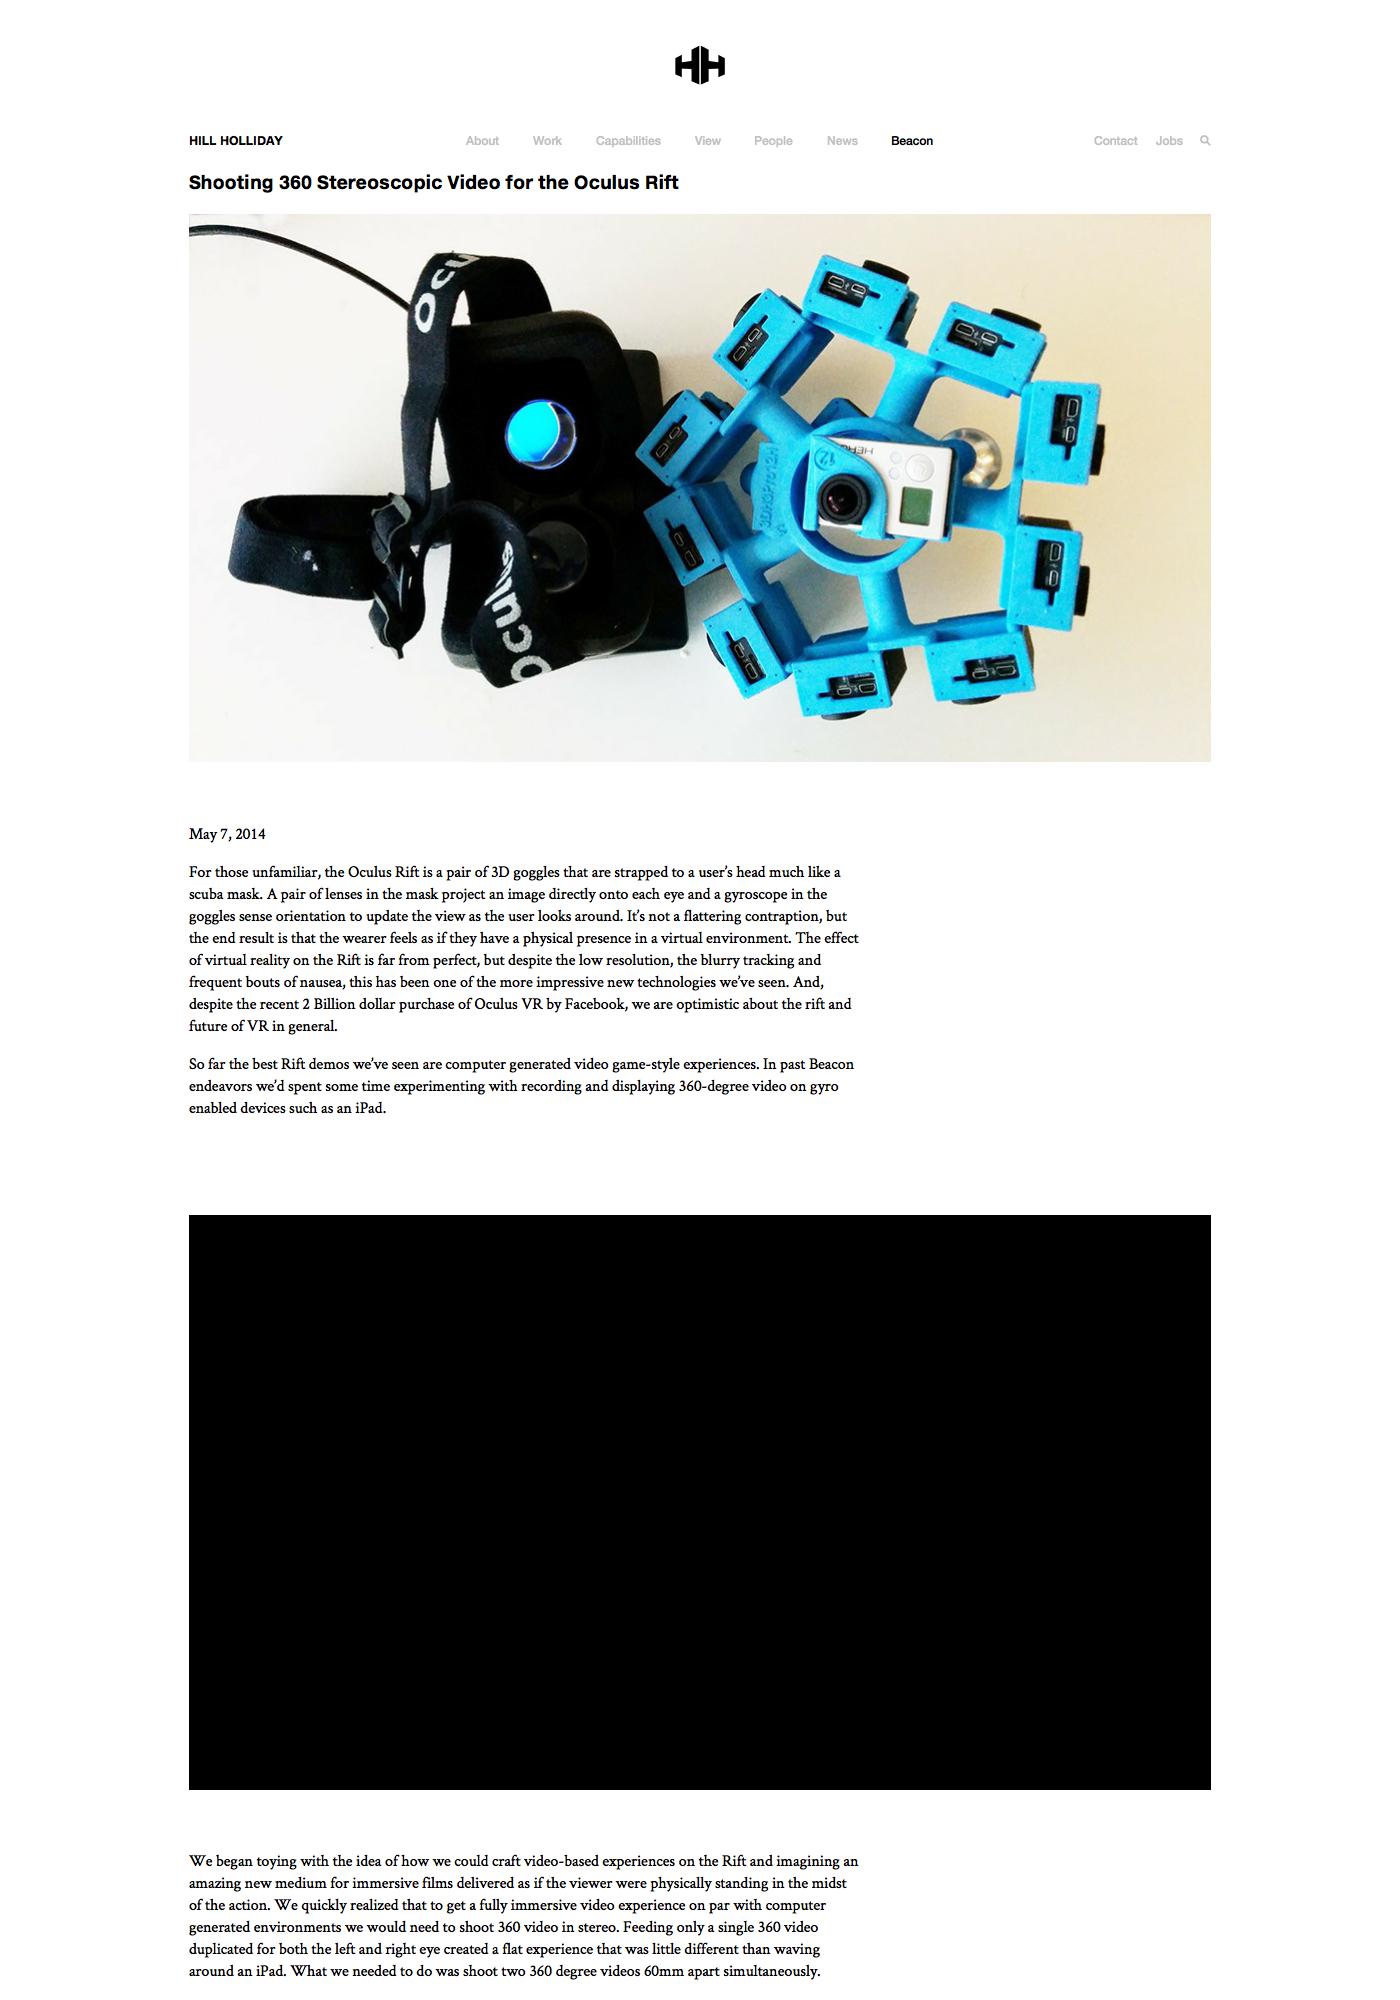 HH
HILL HOLLIDAY
About
Work
Capabilities
View
People
News
Beacon
Contact
Jobs
Shooting 360 Stereoscopic Video for the Oculus Rift
Ocu
oculus
HERO
12
3DH3Pro12H
May 7, 2014
For those unfamiliar, the Oculus Rift is a pair of 3D goggles that are strapped to a user’s head much like a
scuba mask. A pair of lenses in the mask project an image directly onto each eye and a gyroscope in the
goggles sense orientation to update the view as the user looks around. It’s not a flattering contraption, but
the end result is that the wearer feels as if they have a physical presence in a virtual environment. The effect
of virtual reality on the Rift is far from perfect, but despite the low resolution, the blurry tracking and
frequent bouts of nausea, this has been one of the more impressive new technologies we’ve seen. And,
despite the recent 2 Billion dollar purchase of Oculus VR by Facebook, we are optimistic about the rift and
future of VR in general.
So far the best Rift demos we’ve seen are computer generated video game-style experiences. In past Beacon
endeavors we’d spent some time experimenting with recording and displaying 360-degree video on gyro
enabled devices such as an iPad.
We began toying with the idea of how we could craft video-based experiences on the Rift and imagining an
amazing new medium for immersive films delivered as if the viewer were physically standing in the midst
of the action. We quickly realized that to get a fully immersive video experience on par with computer
generated environments we would need to shoot 360 video in stereo. Feeding only a single 360 video
duplicated for both the left and right eye created a flat experience that was little different than waving
around an iPad. What we needed to do was shoot two 360 degree videos 60mm apart simultaneously.